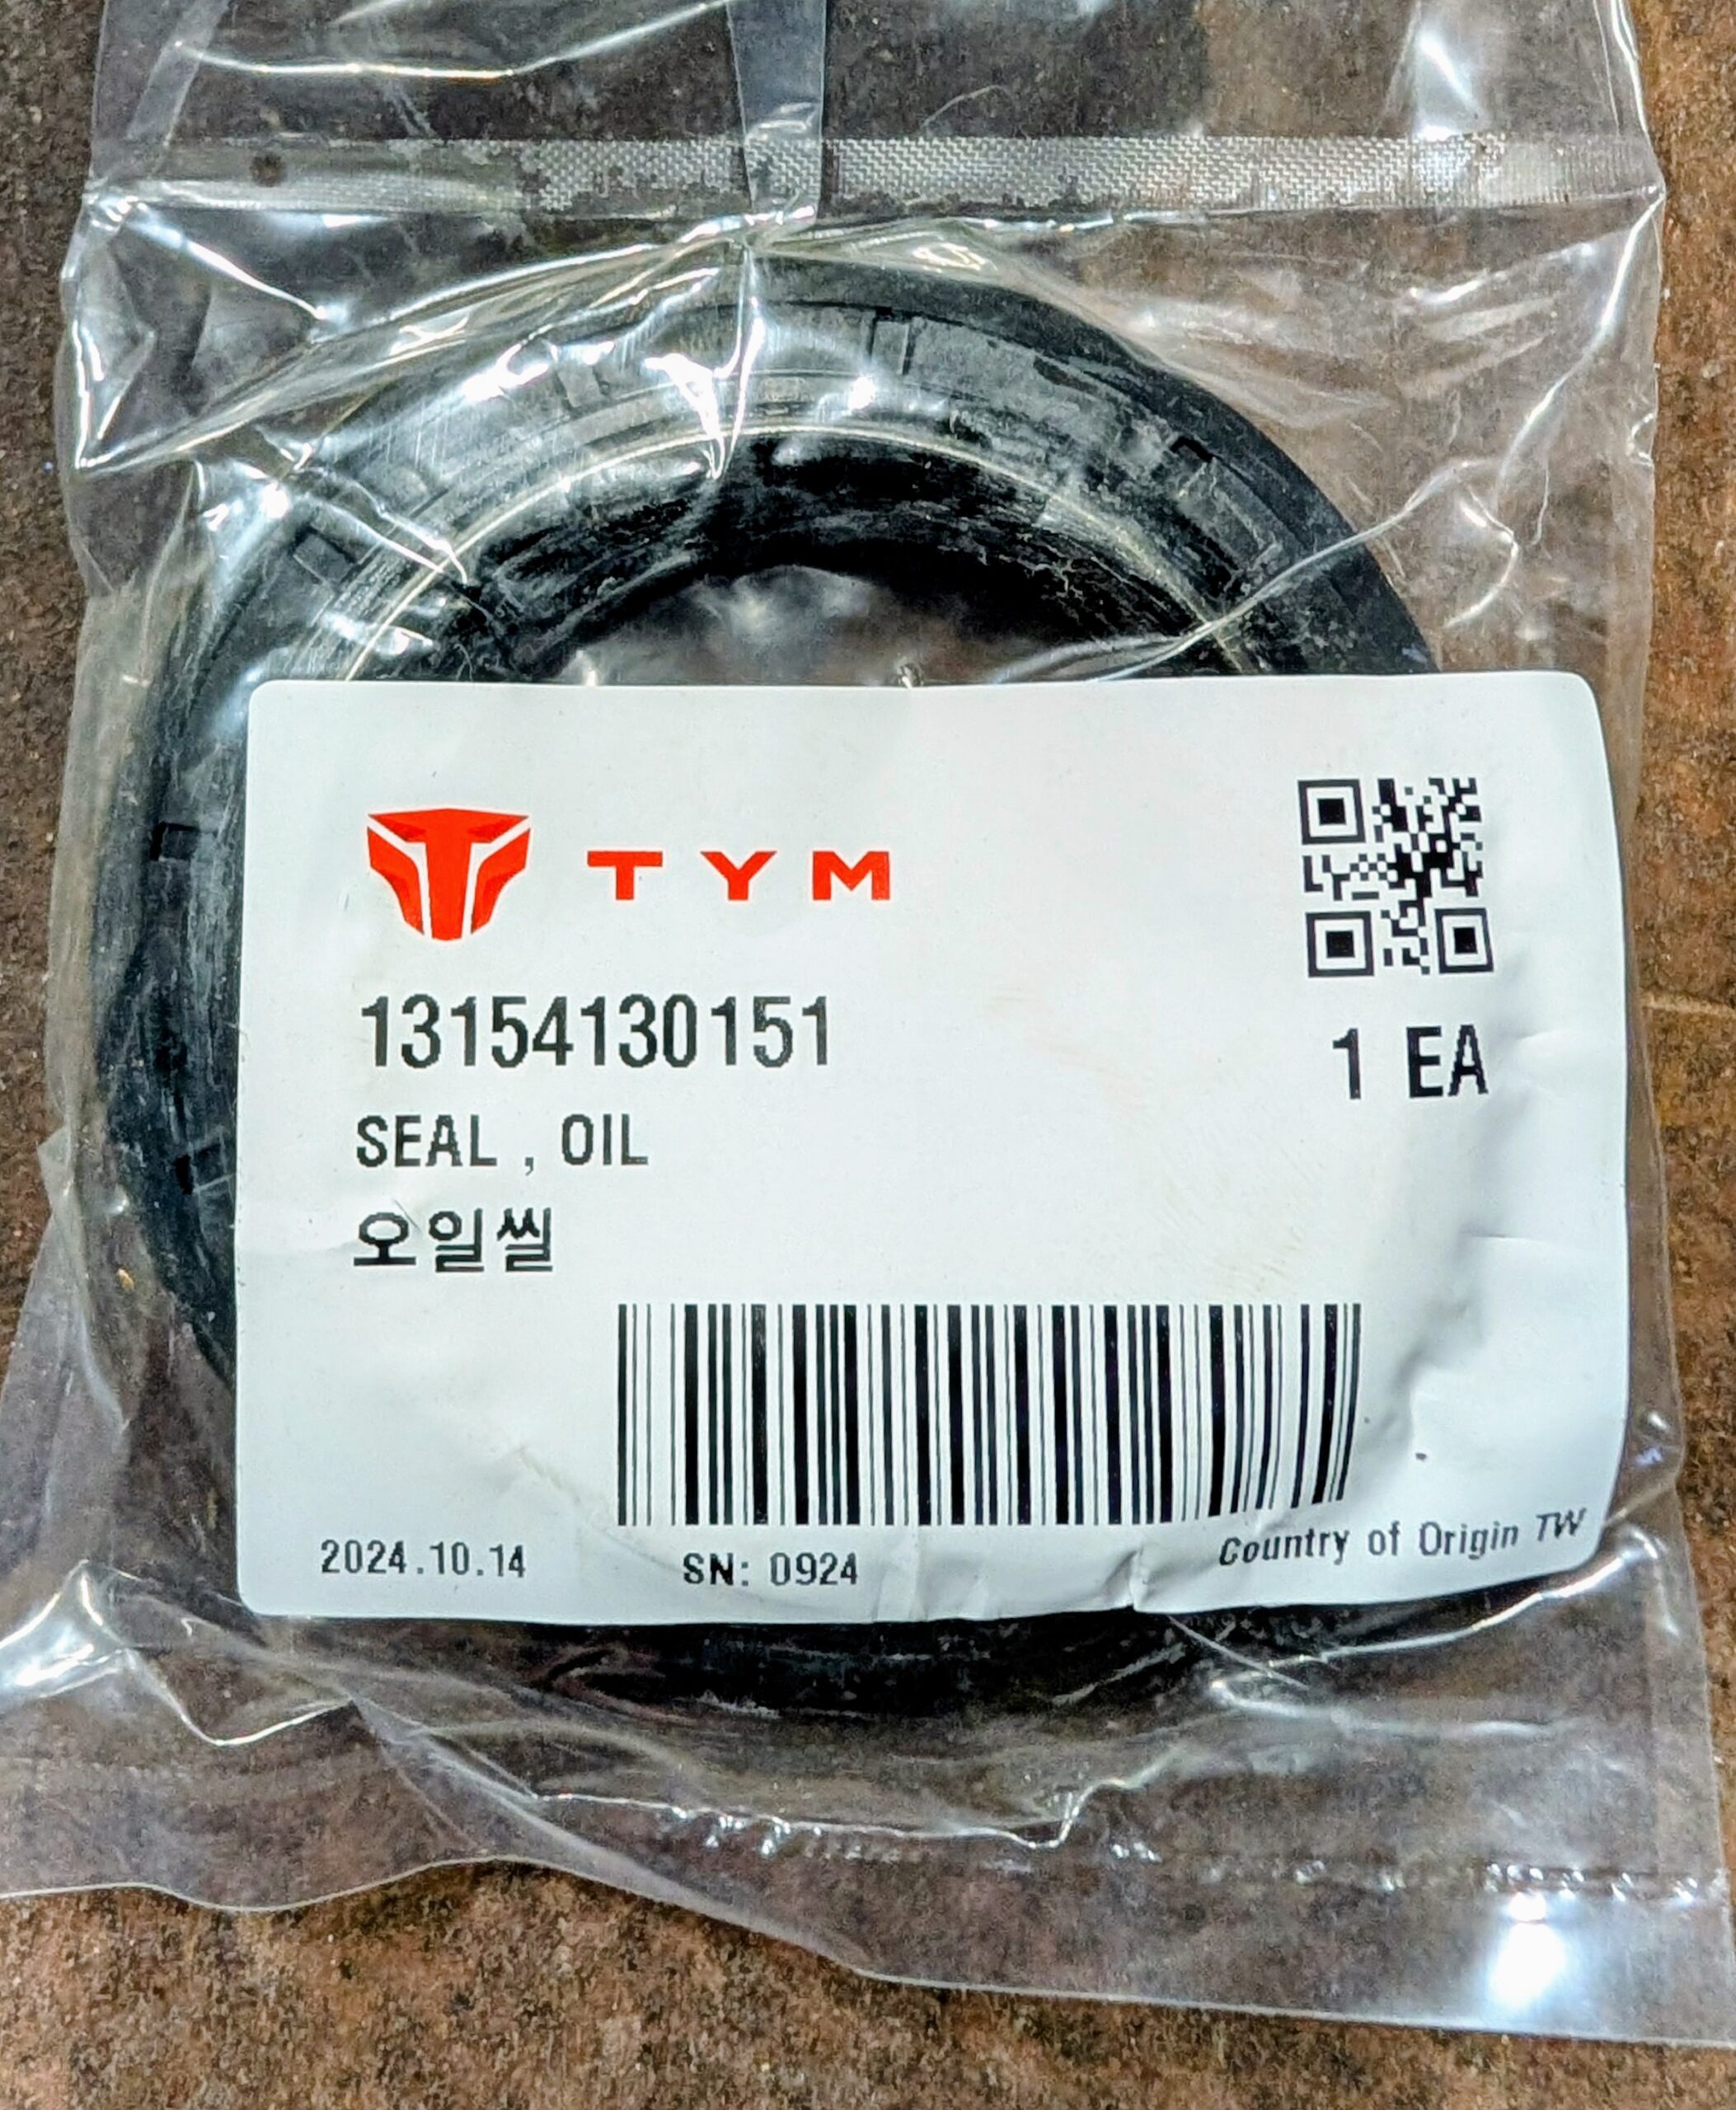 TYM
13154130151
1 EA
SEAL , OIL
오일씰
2024.10.14
SN: 0924
Country of Origin TW